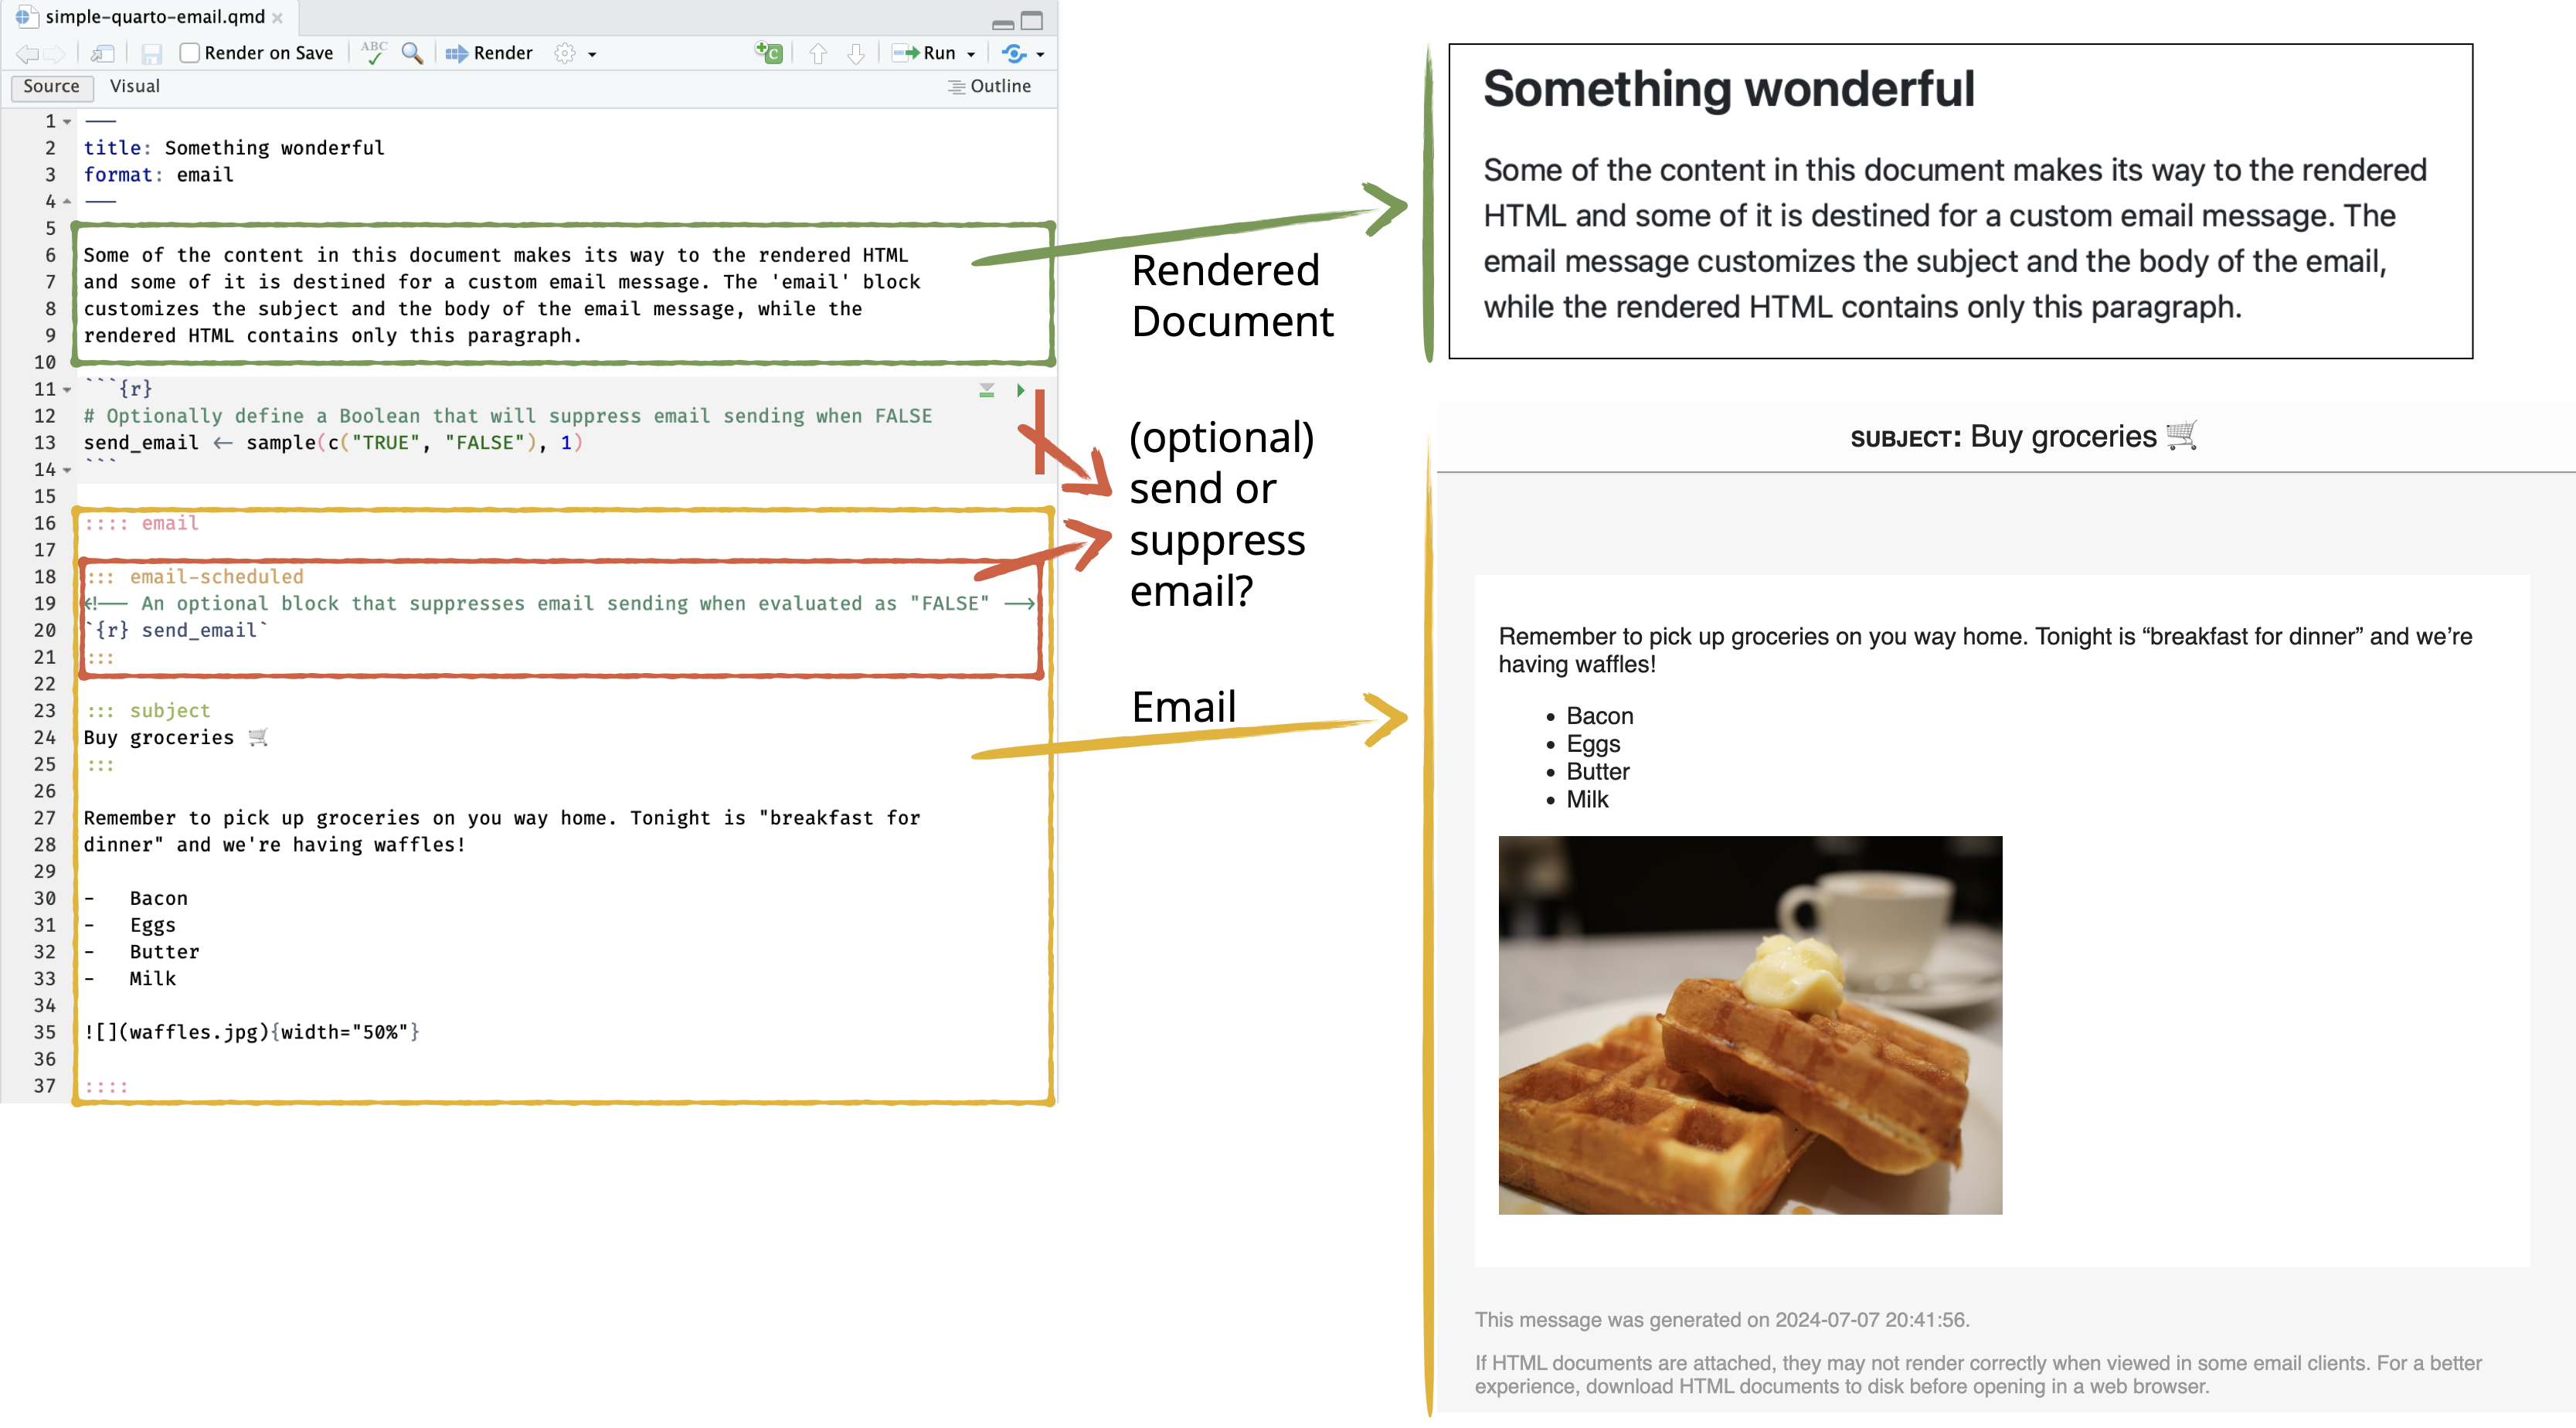 simple-quarto-email.qmd
Render on Save
ABC
Render
Run
Source
Visual
Outline
1
2 title: Something wonderful
3 format: email
4
5
6 Some of the content in this document makes its way to the rendered HTML
7 and some of it is destined for a custom email message. The 'email' block
8 customizes the subject and the body of the email message, while the
9 rendered HTML contains only this paragraph.
10
11 ```{r}
12 # Optionally define a Boolean that will suppress email sending when FALSE
13 send_email <- sample(c("TRUE", "FALSE"), 1)
14 ```
15
16 :::: email
17
18 ::: email-scheduled
19 <!-- An optional block that suppresses email sending when evaluated as "FALSE" -->
20 `{r} send_email`
21 :::
22
23 ::: subject
24 Buy groceries 🛒
25 :::
26
27 Remember to pick up groceries on you way home. Tonight is "breakfast for
28 dinner" and we're having waffles!
29
30 - Bacon
31 - Eggs
32 - Butter
33 - Milk
34
35 ![](waffles.jpg){width="50%"}
36
37 ::::
Rendered
Document
(optional)
send or
suppress
email?
Email
Something wonderful
Some of the content in this document makes its way to the rendered
HTML and some of it is destined for a custom email message. The
email message customizes the subject and the body of the email,
while the rendered HTML contains only this paragraph.
SUBJECT: Buy groceries 🛒
Remember to pick up groceries on you way home. Tonight is “breakfast for dinner” and we’re
having waffles!
• Bacon
• Eggs
• Butter
• Milk
This message was generated on 2024-07-07 20:41:56.
If HTML documents are attached, they may not render correctly when viewed in some email clients. For a better
experience, download HTML documents to disk before opening in a web browser.